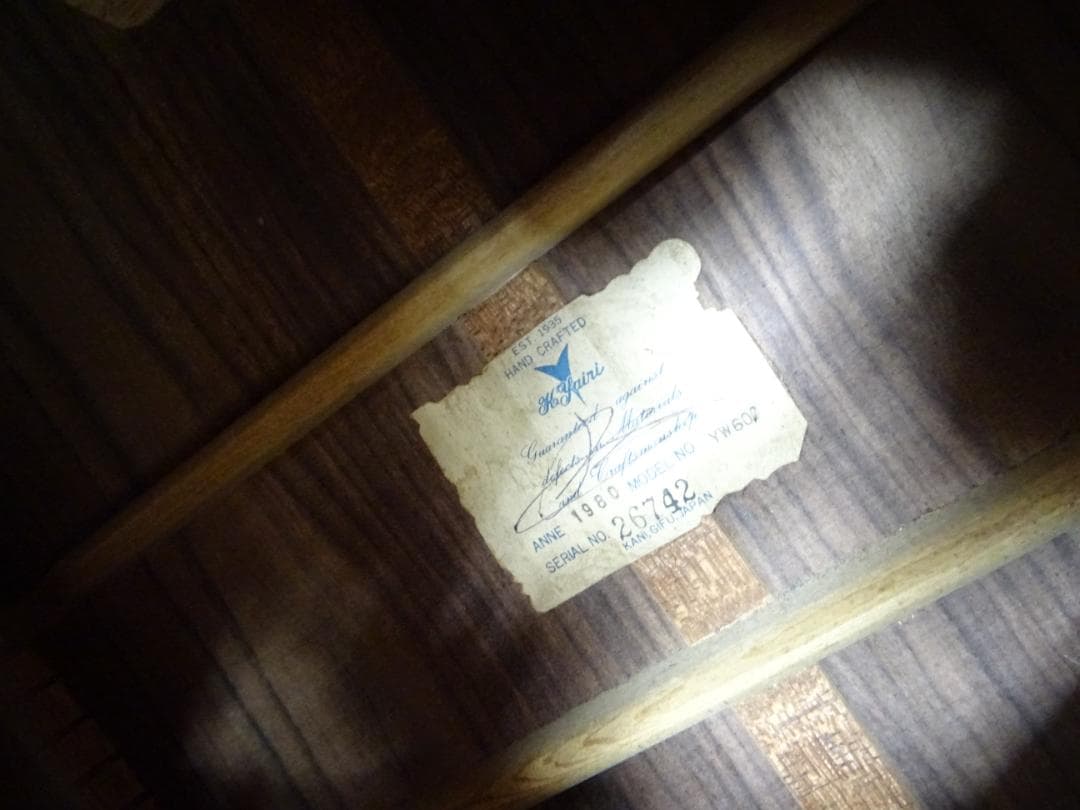 EST. 1935
HAND CRAFTED
K.Yairi
Guaranteed against
defects in Materials
and Craftsmanship
ANNE 1980 MODEL NO. YW60
SERIAL NO. 26742
KANI, GIFU, JAPAN